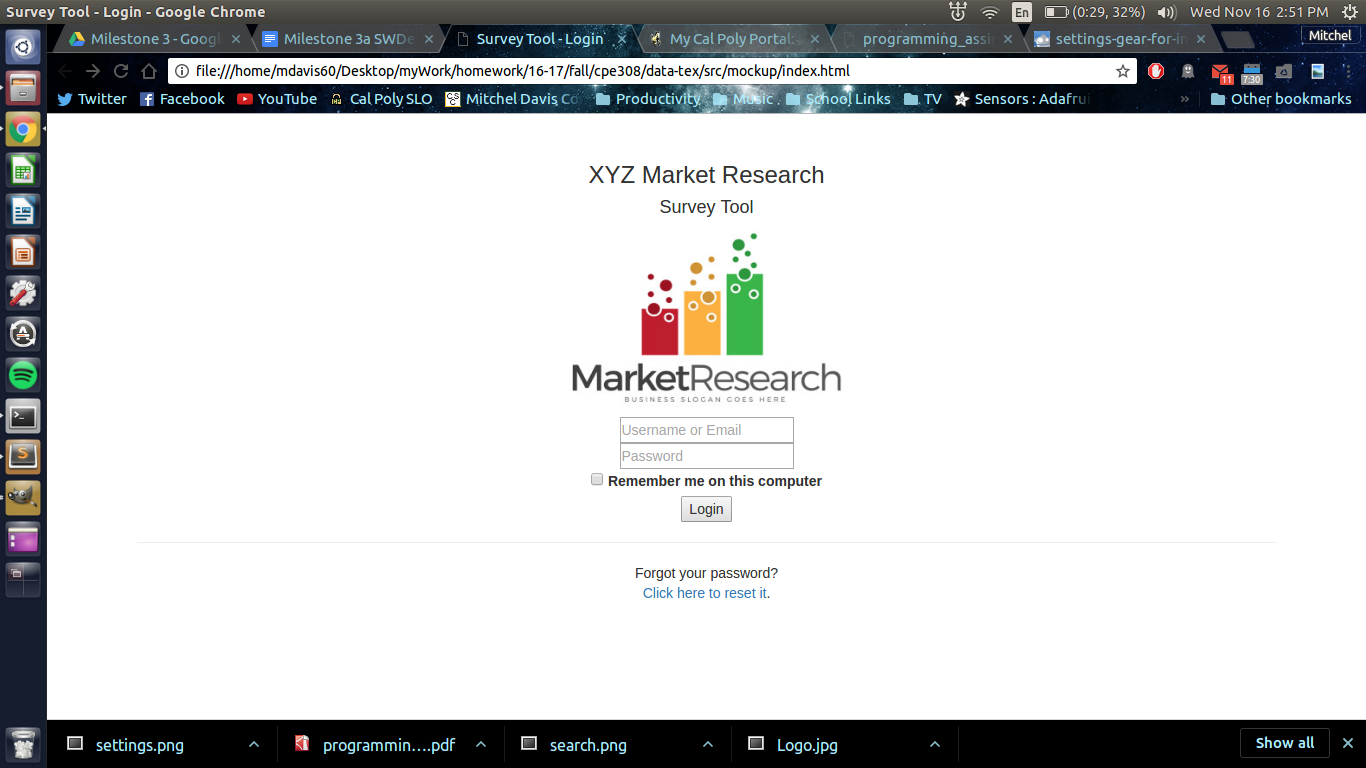 Survey Tool - Login - Google Chrome
En (0:29, 32%) Wed Nov 16 2:51 PM
Milestone 3 - Googl Milestone 3a SWDe Survey Tool - Login My Cal Poly Portal: programming_assi settings-gear-for-in Mitchel
file:///home/mdavis60/Desktop/myWork/homework/16-17/fall/cpe308/data-tex/src/mockup/index.html 11 7:30
Twitter Facebook YouTube Cal Poly SLO Mitchel Davis Co Productivity Music School Links TV Sensors : Adafrui » Other bookmarks
XYZ Market Research
Survey Tool
MarketResearch
BUSINESS SLOGAN GOES HERE
Username or Email
Password
Remember me on this computer
Login
Forgot your password?
Click here to reset it.
settings.png programmin....pdf search.png Logo.jpg Show all